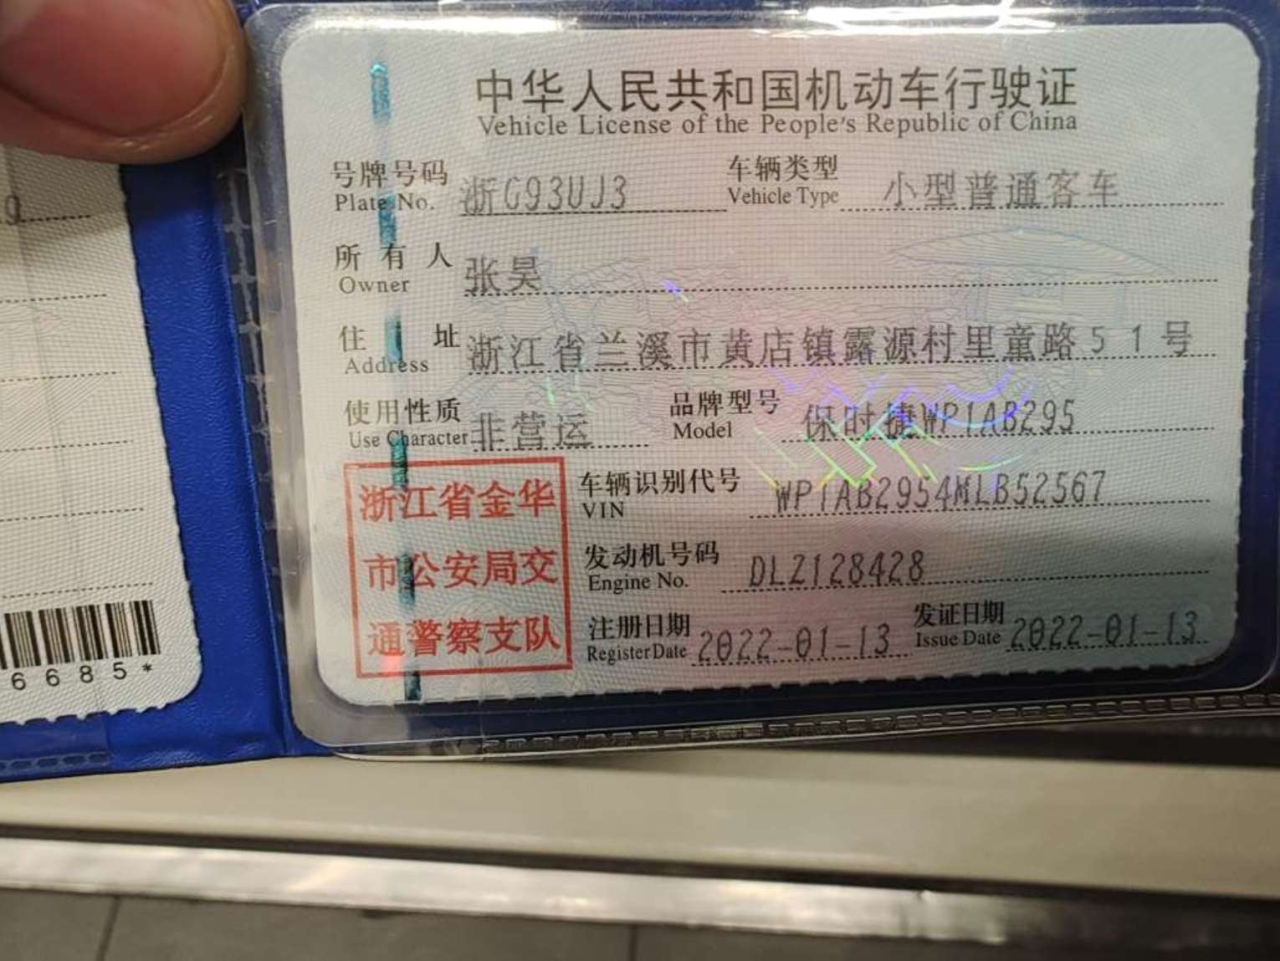 中华人民共和国机动车行驶证
Vehicle License of the People's Republic of China
号牌号码 浙G93UJ3 车辆类型 小型普通客车
Plate No. Vehicle Type
所有人 张昊
Owner
住址 浙江省兰溪市黄店镇露源村里童路51号
Address
使用性质 非营运 品牌型号 保时捷WP1AB295
Use Character Model
浙江省金华
市公安局交
通警察支队
车辆识别代号 WP1AB2954MLB52567
VIN
发动机号码 DLZ128428
Engine No.
注册日期 2022-01-13 发证日期 2022-01-13
Register Date Issue Date
6685*